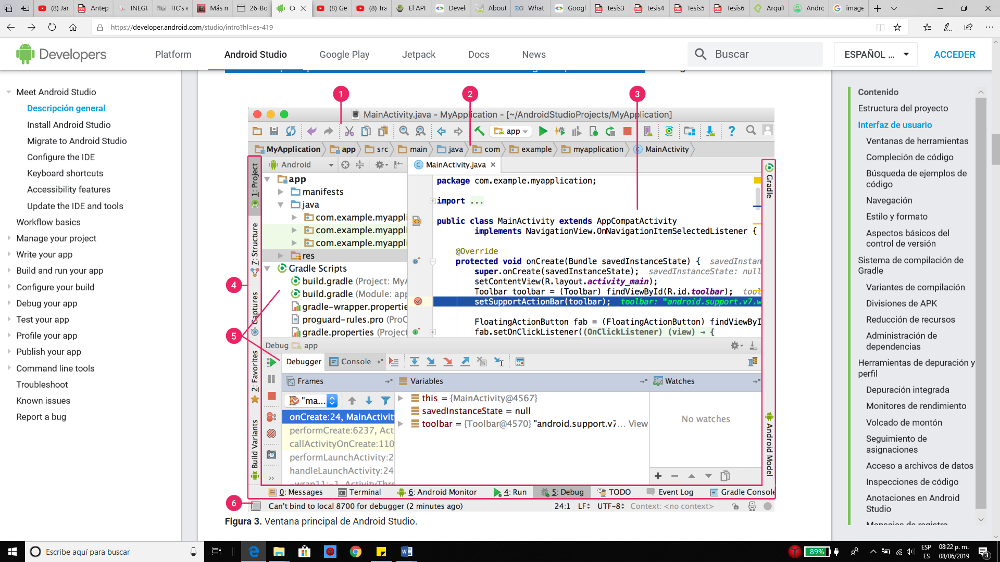 (8) Jar
Antep
INEGI.
TIC's e
Más n
26-Bo
Co
(8) Ge
(8) Tra
El API
Develo
About
What
Googl
tesis3
tesis4
Tesis5
Tesis6
Arquit
Andro
image
https://developer.android.com/studio/intro?hl=es-419
Developers
Platform
Android Studio
Google Play
Jetpack
Docs
News
Buscar
ESPAÑOL ...
ACCEDER
Meet Android Studio
Descripción general
Install Android Studio
Migrate to Android Studio
Configure the IDE
Keyboard shortcuts
Accessibility features
Update the IDE and tools
Workflow basics
Manage your project
Write your app
Build and run your app
Configure your build
Debug your app
Test your app
Profile your app
Publish your app
Command line tools
Troubleshoot
Known issues
Report a bug
1
2
3
MainActivity.java - MyApplication - [~/AndroidStudioProjects/MyApplication]
app
MyApplication app src main java com example myapplication MainActivity
1: Project
Z: Structure
Captures
2: Favorites
Build Variants
4
5
6
Android
app
manifests
java
com.example.myappli
com.example.myappli
com.example.myappli
res
Gradle Scripts
build.gradle (Project: MyA
build.gradle (Module: app
gradle-wrapper.propertie
proguard-rules.pro (ProC
gradle.properties (Project
MainActivity.java
package com.example.myapplication;
import ...
public class MainActivity extends AppCompatActivity
implements NavigationView.OnNavigationItemSelectedListener {
@Override
protected void onCreate(Bundle savedInstanceState) { savedInstan
super.onCreate(savedInstanceState); savedInstanceState: null
setContentView(R.layout.activity_main);
Toolbar toolbar = (Toolbar) findViewById(R.id.toolbar); tool
setSupportActionBar(toolbar); toolbar: "android.support.v7.w
FloatingActionButton fab = (FloatingActionButton) findViewByI
fab.setOnClickListener((OnClickListener) (view) → {
Gradle
Android Model
Debug app
Debugger
Console
Frames
Variables
Watches
"ma...
onCreate:24, MainActivit
performCreate:6237, Act
callActivityOnCreate:110
performLaunchActivity:2
handleLaunchActivity:24
-wrap11:-1, ActivityThre
this = {MainActivity@4567}
savedInstanceState = null
toolbar = {Toolbar@4570} "android.support.v7... View
No watches
0: Messages
Terminal
6: Android Monitor
4: Run
5: Debug
TODO
Event Log
Gradle Console
Can't bind to local 8700 for debugger (2 minutes ago)
24:1 LF UTF-8 Context: <no context>
Figura 3. Ventana principal de Android Studio.
Contenido
Estructura del proyecto
Interfaz de usuario
Ventanas de herramientas
Compleción de código
Búsqueda de ejemplos de
código
Navegación
Estilo y formato
Aspectos básicos del
control de versión
Sistema de compilación de
Gradle
Variantes de compilación
Divisiones de APK
Reducción de recursos
Administración de
dependencias
Herramientas de depuración y
perfil
Depuración integrada
Monitores de rendimiento
Volcado de montón
Seguimiento de
asignaciones
Acceso a archivos de datos
Inspecciones de código
Anotaciones en Android
Studio
Mensajes de registro
Escribe aquí para buscar
89%
ESP
ES
08:22 p. m.
08/06/2019
3